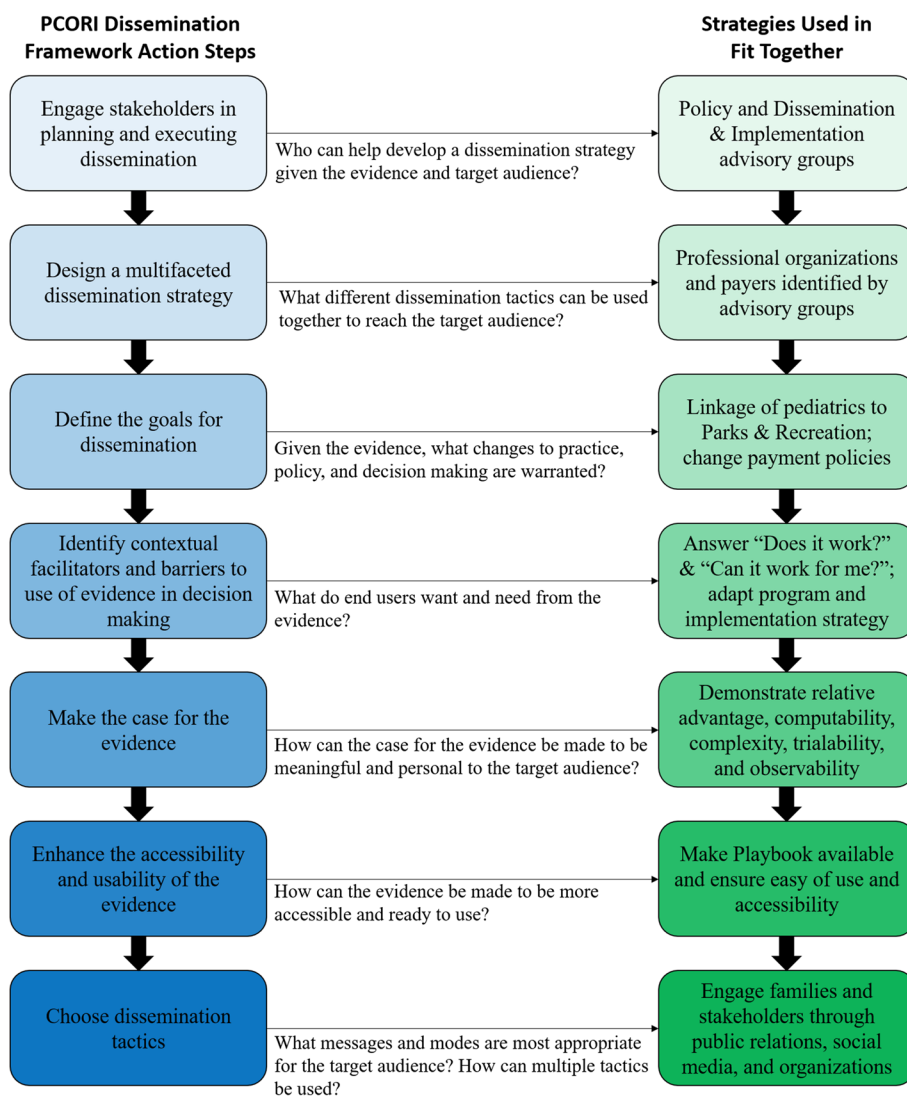 PCORI Dissemination
Framework Action Steps
Strategies Used in
Fit Together
Engage stakeholders in
planning and executing
dissemination
Who can help develop a dissemination strategy
given the evidence and target audience?
Policy and Dissemination
& Implementation
advisory groups
Design a multifaceted
dissemination strategy
What different dissemination tactics can be used
together to reach the target audience?
Professional organizations
and payers identified by
advisory groups
Define the goals for
dissemination
Given the evidence, what changes to practice,
policy, and decision making are warranted?
Linkage of pediatrics to
Parks & Recreation;
change payment policies
Identify contextual
facilitators and barriers to
use of evidence in decision
making
What do end users want and need from the
evidence?
Answer “Does it work?”
& “Can it work for me?”;
adapt program and
implementation strategy
Make the case for the
evidence
How can the case for the evidence be made to be
meaningful and personal to the target audience?
Demonstrate relative
advantage, computability,
complexity, trialability,
and observability
Enhance the accessibility
and usability of the
evidence
How can the evidence be made to be more
accessible and ready to use?
Make Playbook available
and ensure easy of use and
accessibility
Choose dissemination
tactics
What messages and modes are most appropriate
for the target audience? How can multiple tactics
be used?
Engage families and
stakeholders through
public relations, social
media, and organizations